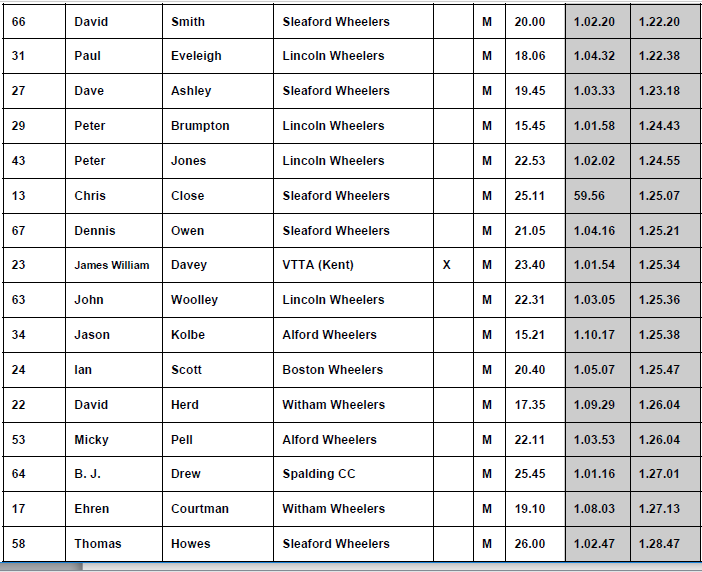 66 David Smith Sleaford Wheelers M 20.00 1.02.20 1.22.20
31 Paul Eveleigh Lincoln Wheelers M 18.06 1.04.32 1.22.38
27 Dave Ashley Sleaford Wheelers M 19.45 1.03.33 1.23.18
29 Peter Brumpton Lincoln Wheelers M 15.45 1.01.58 1.24.43
43 Peter Jones Lincoln Wheelers M 22.53 1.02.02 1.24.55
13 Chris Close Sleaford Wheelers M 25.11 59.56 1.25.07
67 Dennis Owen Sleaford Wheelers M 21.05 1.04.16 1.25.21
23 James William Davey VTTA (Kent) X M 23.40 1.01.54 1.25.34
63 John Woolley Lincoln Wheelers M 22.31 1.03.05 1.25.36
34 Jason Kolbe Alford Wheelers M 15.21 1.10.17 1.25.38
24 Ian Scott Boston Wheelers M 20.40 1.05.07 1.25.47
22 David Herd Witham Wheelers M 17.35 1.09.29 1.26.04
53 Micky Pell Alford Wheelers M 22.11 1.03.53 1.26.04
64 B. J. Drew Spalding CC M 25.45 1.01.16 1.27.01
17 Ehren Courtman Witham Wheelers M 19.10 1.08.03 1.27.13
58 Thomas Howes Sleaford Wheelers M 26.00 1.02.47 1.28.47